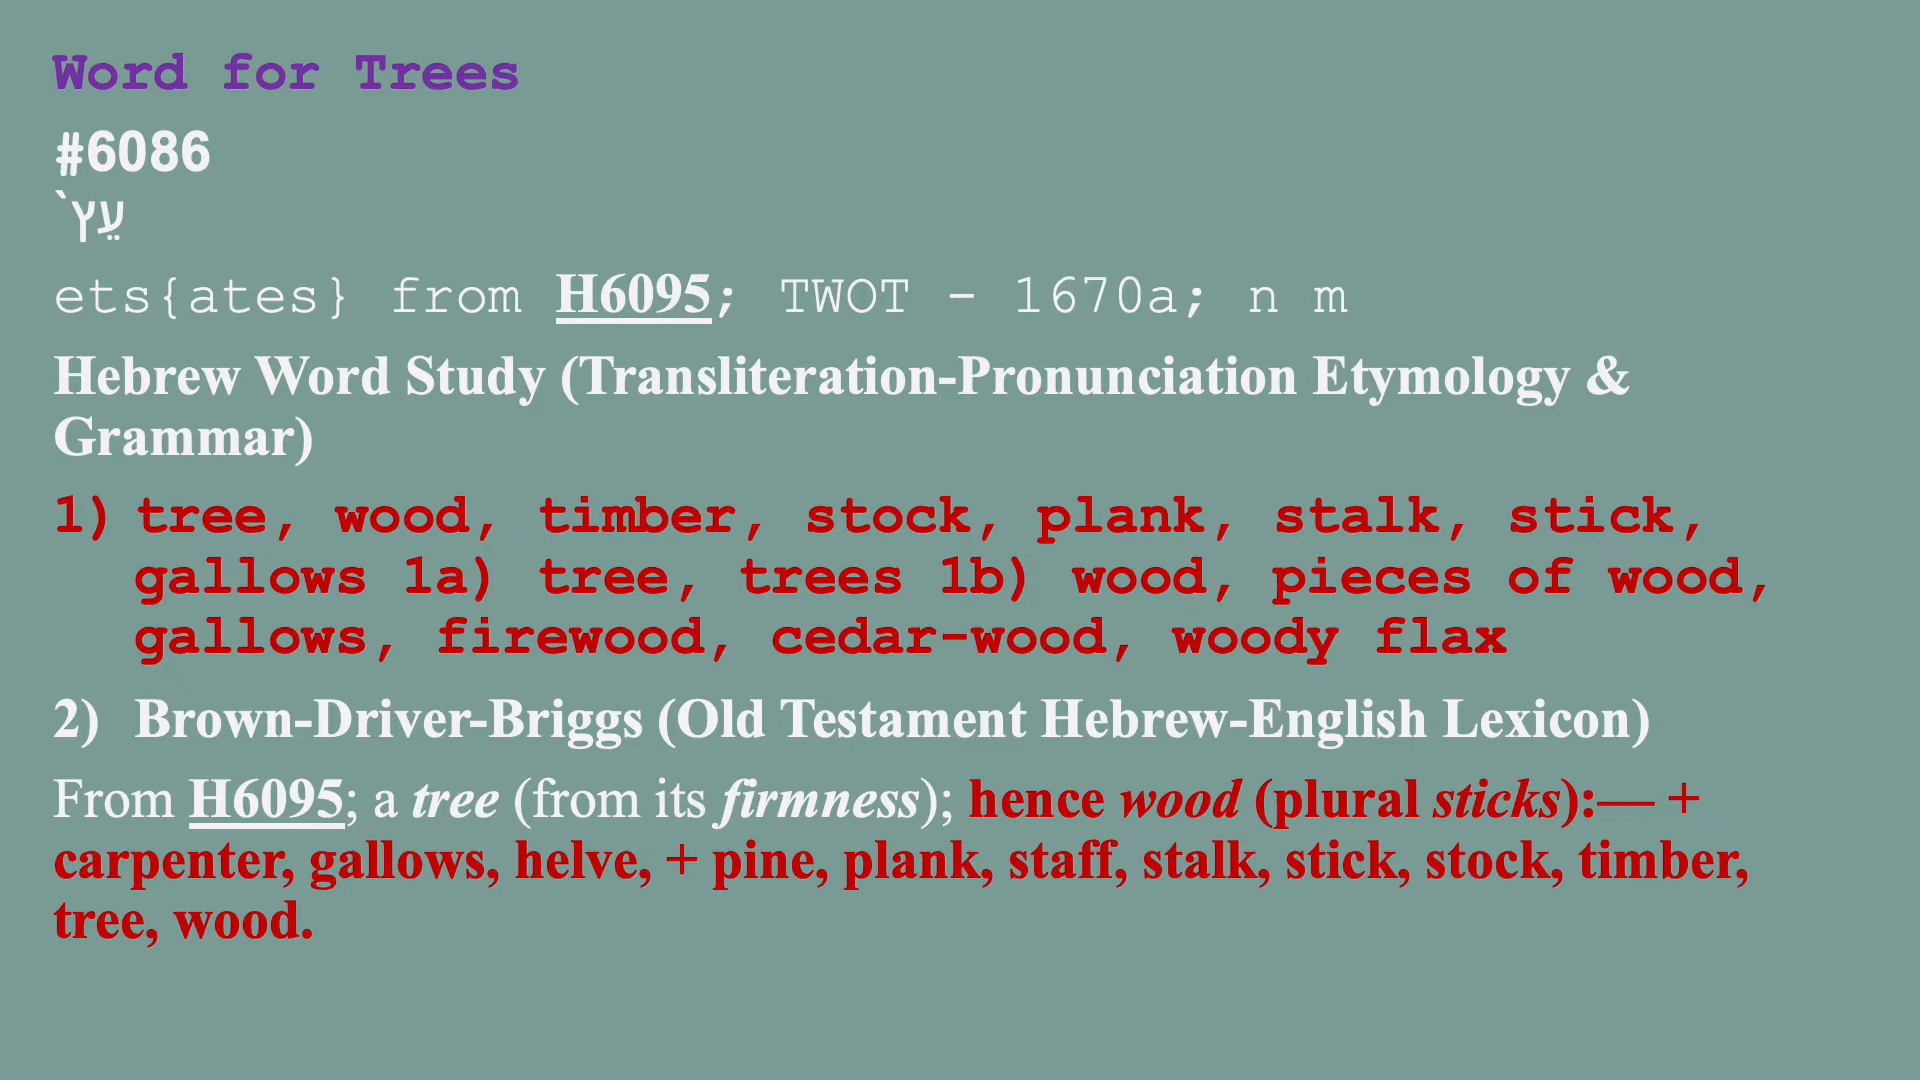 Word for Trees
#6086
עֵץ`
ets{ates} from H6095; TWOT - 1670a; n m
Hebrew Word Study (Transliteration-Pronunciation Etymology &
Grammar)
1) tree, wood, timber, stock, plank, stalk, stick,
gallows 1a) tree, trees 1b) wood, pieces of wood,
gallows, firewood, cedar-wood, woody flax
2) Brown-Driver-Briggs (Old Testament Hebrew-English Lexicon)
From H6095; a tree (from its firmness); hence wood (plural sticks):— +
carpenter, gallows, helve, + pine, plank, staff, stalk, stick, stock, timber,
tree, wood.